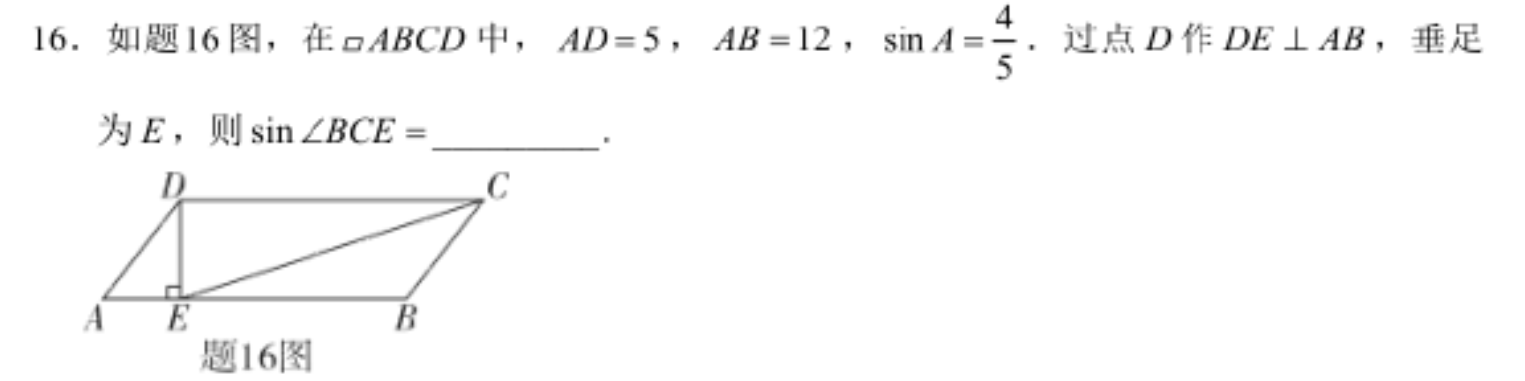 16. 如题16图，在▱ABCD中，AD=5，AB=12，sin A=4/5．过点D作DE⊥AB，垂足
为E，则sin∠BCE=__________.
D
C
A
E
B
题16图